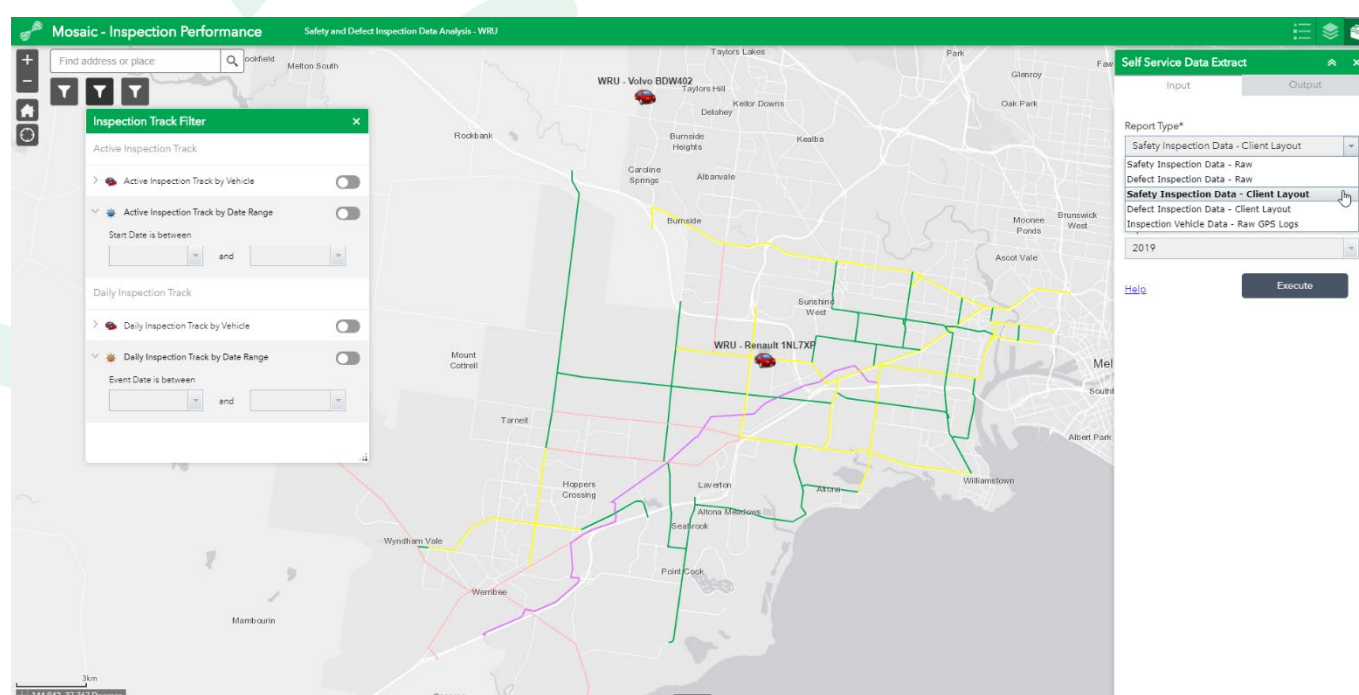 Mosaic - Inspection Performance
Safety and Defect Inspection Data Analysis - WRU
Find address or place
Inspection Track Filter
Active Inspection Track
Active Inspection Track by Vehicle
Active Inspection Track by Date Range
Start Date is between
and
Daily Inspection Track
Daily Inspection Track by Vehicle
Daily Inspection Track by Date Range
Event Date is between
and
Self Service Data Extract
Input
Output
Report Type*
Safety Inspection Data - Client Layout
Safety Inspection Data - Raw
Defect Inspection Data - Raw
Safety Inspection Data - Client Layout
Defect Inspection Data - Client Layout
Inspection Vehicle Data - Raw GPS Logs
2019
Help
Execute
Melton South
Taylors Lakes
Park
Glenroy
WRU - Volvo BDW402
Taylors Hill
Keilor Downs
Delahey
Oak Park
Rockbank
Burnside
Heights
Kealba
Caroline
Springs
Albanvale
Burnside
Moonee
Ponds
Brunswick
West
Ascot Vale
Sunshine
West
WRU - Renault 1NL7XP
Mount
Cottrell
Tarneit
Albert Park
Hoppers
Crossing
Laverton
Altona
Williamstown
Altona Meadows
Seabrook
Wyndham Vale
Point Cook
Werribee
Mambourin
3km